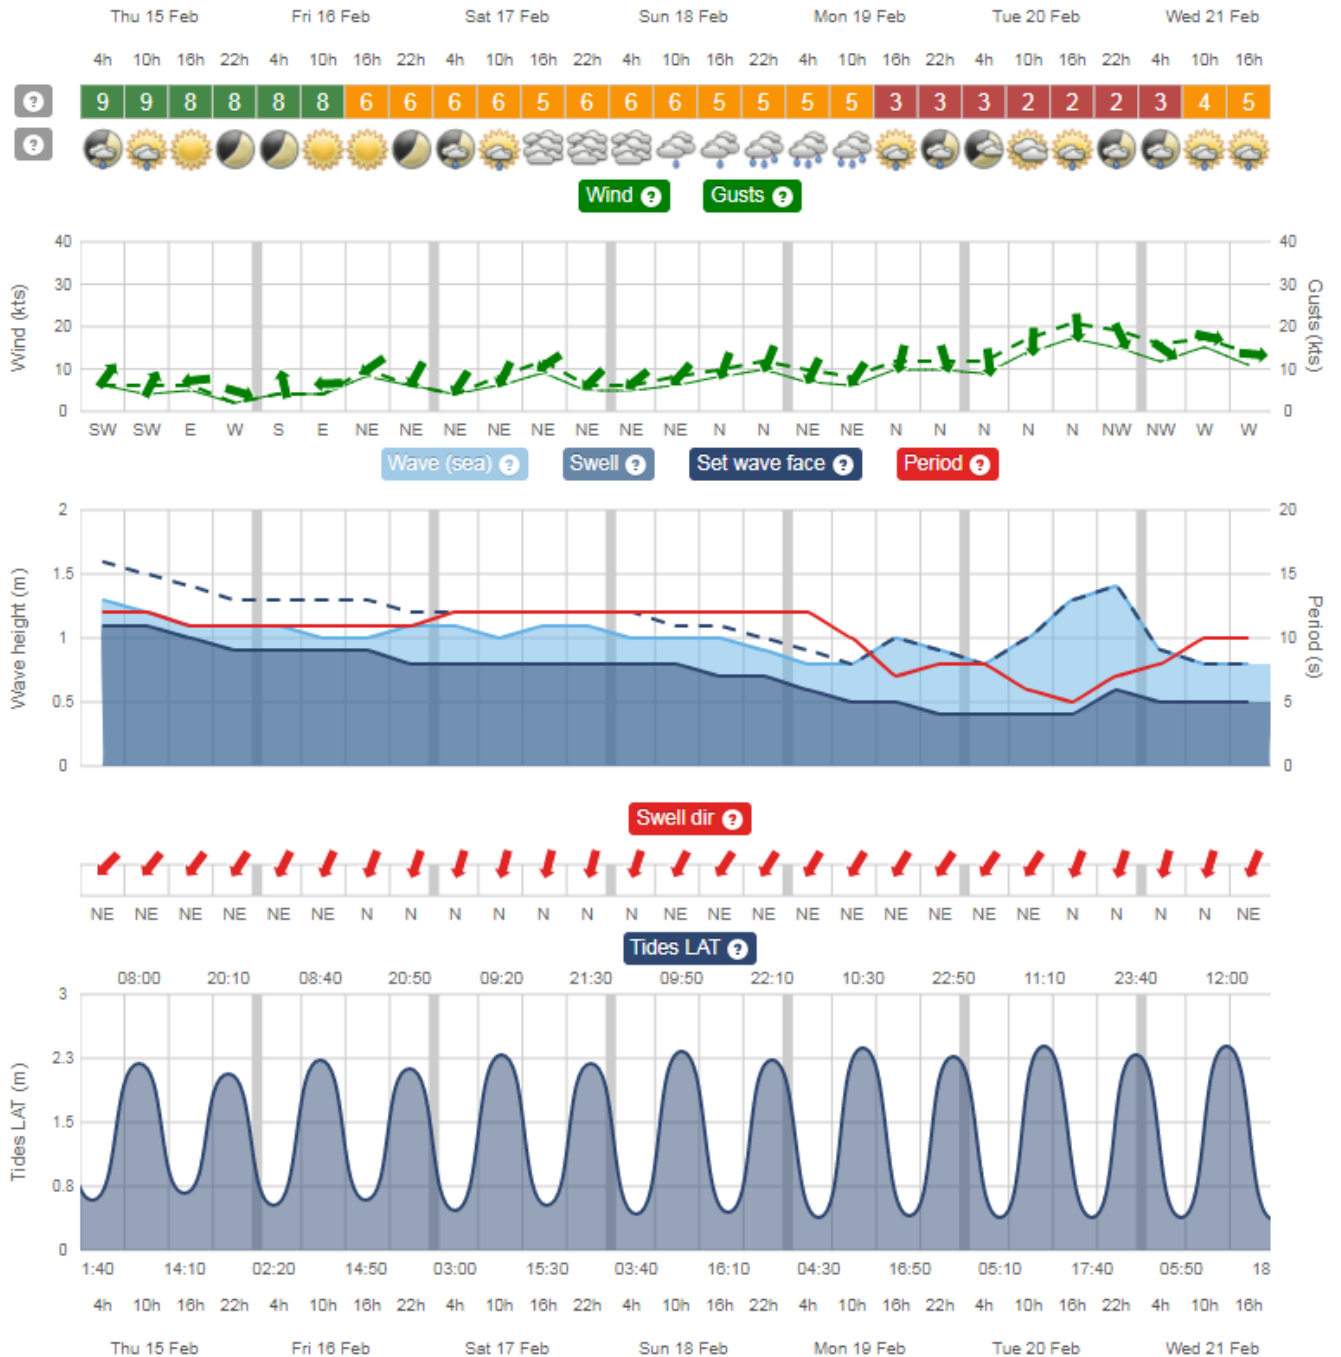 Thu 15 Feb Fri 16 Feb Sat 17 Feb Sun 18 Feb Mon 19 Feb Tue 20 Feb Wed 21 Feb
4h 10h 16h 22h 4h 10h 16h 22h 4h 10h 16h 22h 4h 10h 16h 22h 4h 10h 16h 22h 4h 10h 16h 22h 4h 10h 16h
? 9 9 8 8 8 8 6 6 6 6 5 6 6 6 5 5 5 5 3 3 3 2 2 2 3 4 5
?
Wind ? Gusts ?
Wind (kts)
40 40
30 30
20 20
10 10
0 0
Gusts (kts)
SW SW E W S E NE NE NE NE NE NE NE NE N N NE NE N N N N N NW NW W W
Wave (sea) ? Swell ? Set wave face ? Period ?
Wave height (m)
2 20
1.5 15
1 10
0.5 5
0 0
Period (s)
Swell dir ?
NE NE NE NE NE NE N N N N N N N NE NE NE NE NE NE NE NE NE N N N N NE
Tides LAT ?
08:00 20:10 08:40 20:50 09:20 21:30 09:50 22:10 10:30 22:50 11:10 23:40 12:00
Tides LAT (m)
3
2.3
1.5
0.8
0
1:40 14:10 02:20 14:50 03:00 15:30 03:40 16:10 04:30 16:50 05:10 17:40 05:50 18
4h 10h 16h 22h 4h 10h 16h 22h 4h 10h 16h 22h 4h 10h 16h 22h 4h 10h 16h 22h 4h 10h 16h 22h 4h 10h 16h
Thu 15 Feb Fri 16 Feb Sat 17 Feb Sun 18 Feb Mon 19 Feb Tue 20 Feb Wed 21 Feb